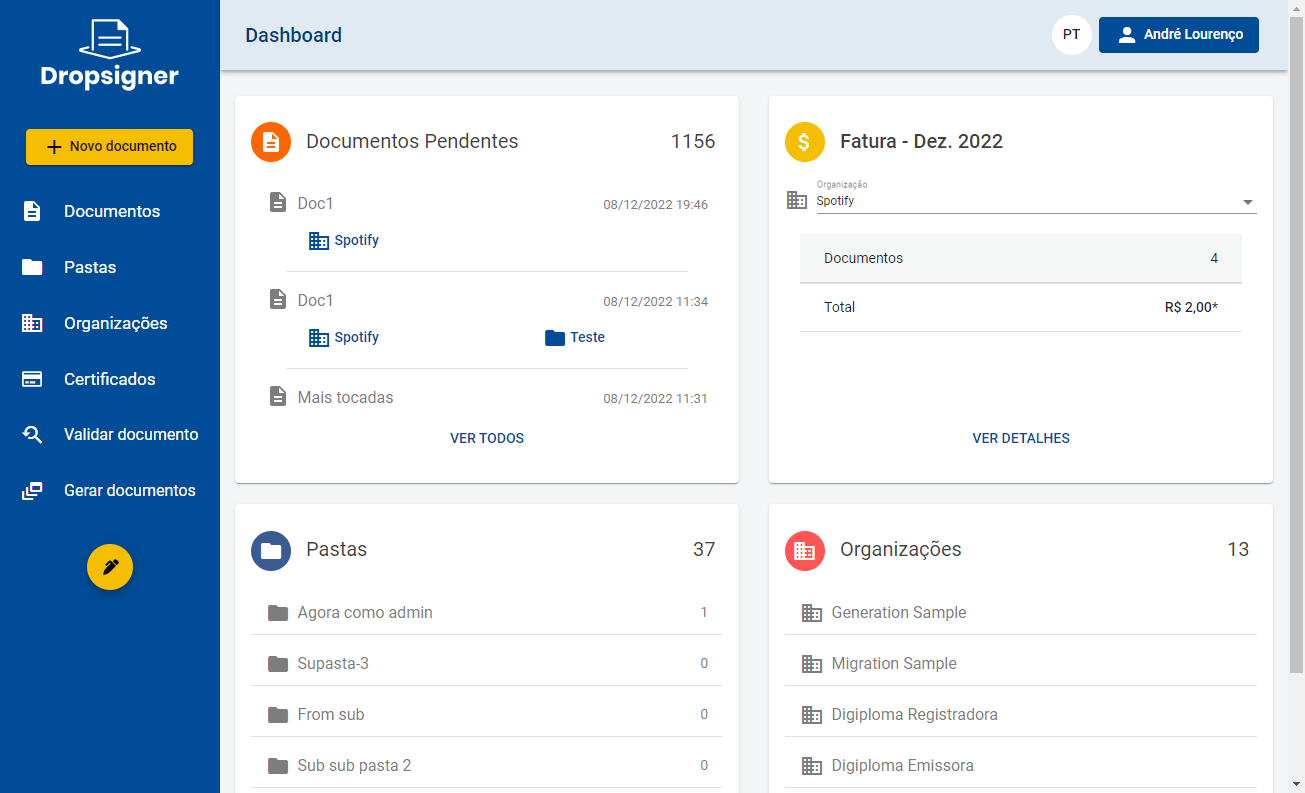 Dropsigner
Novo documento
Documentos
Pastas
Organizações
Certificados
Validar documento
Gerar documentos
Dashboard
PT
André Lourenço
Documentos Pendentes 1156
Doc1 08/12/2022 19:46
Spotify
Doc1 08/12/2022 11:34
Spotify Teste
Mais tocadas 08/12/2022 11:31
VER TODOS
Fatura - Dez. 2022
Organização
Spotify
Documentos 4
Total R$ 2,00*
VER DETALHES
Pastas 37
Agora como admin 1
Supasta-3 0
From sub 0
Sub sub pasta 2 0
Organizações 13
Generation Sample
Migration Sample
Digiploma Registradora
Digiploma Emissora